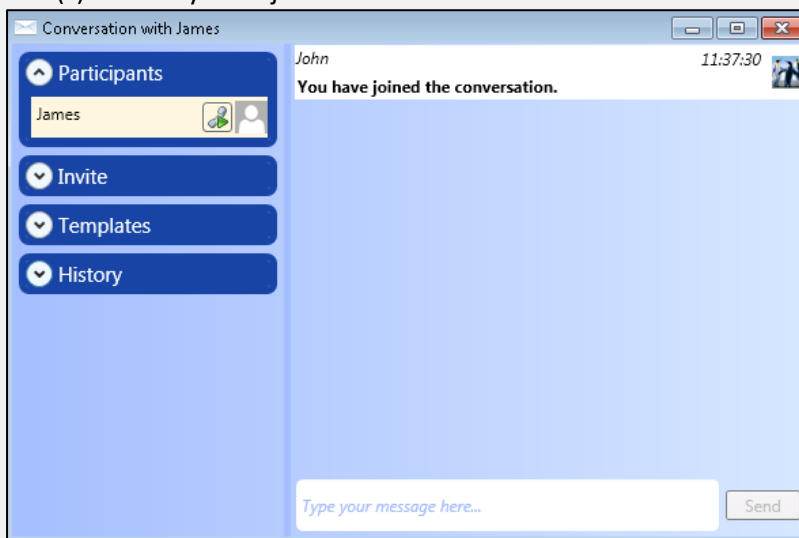 Conversation with James
Participants
James
Invite
Templates
History
John 11:37:30
You have joined the conversation.
Type your message here...
Send